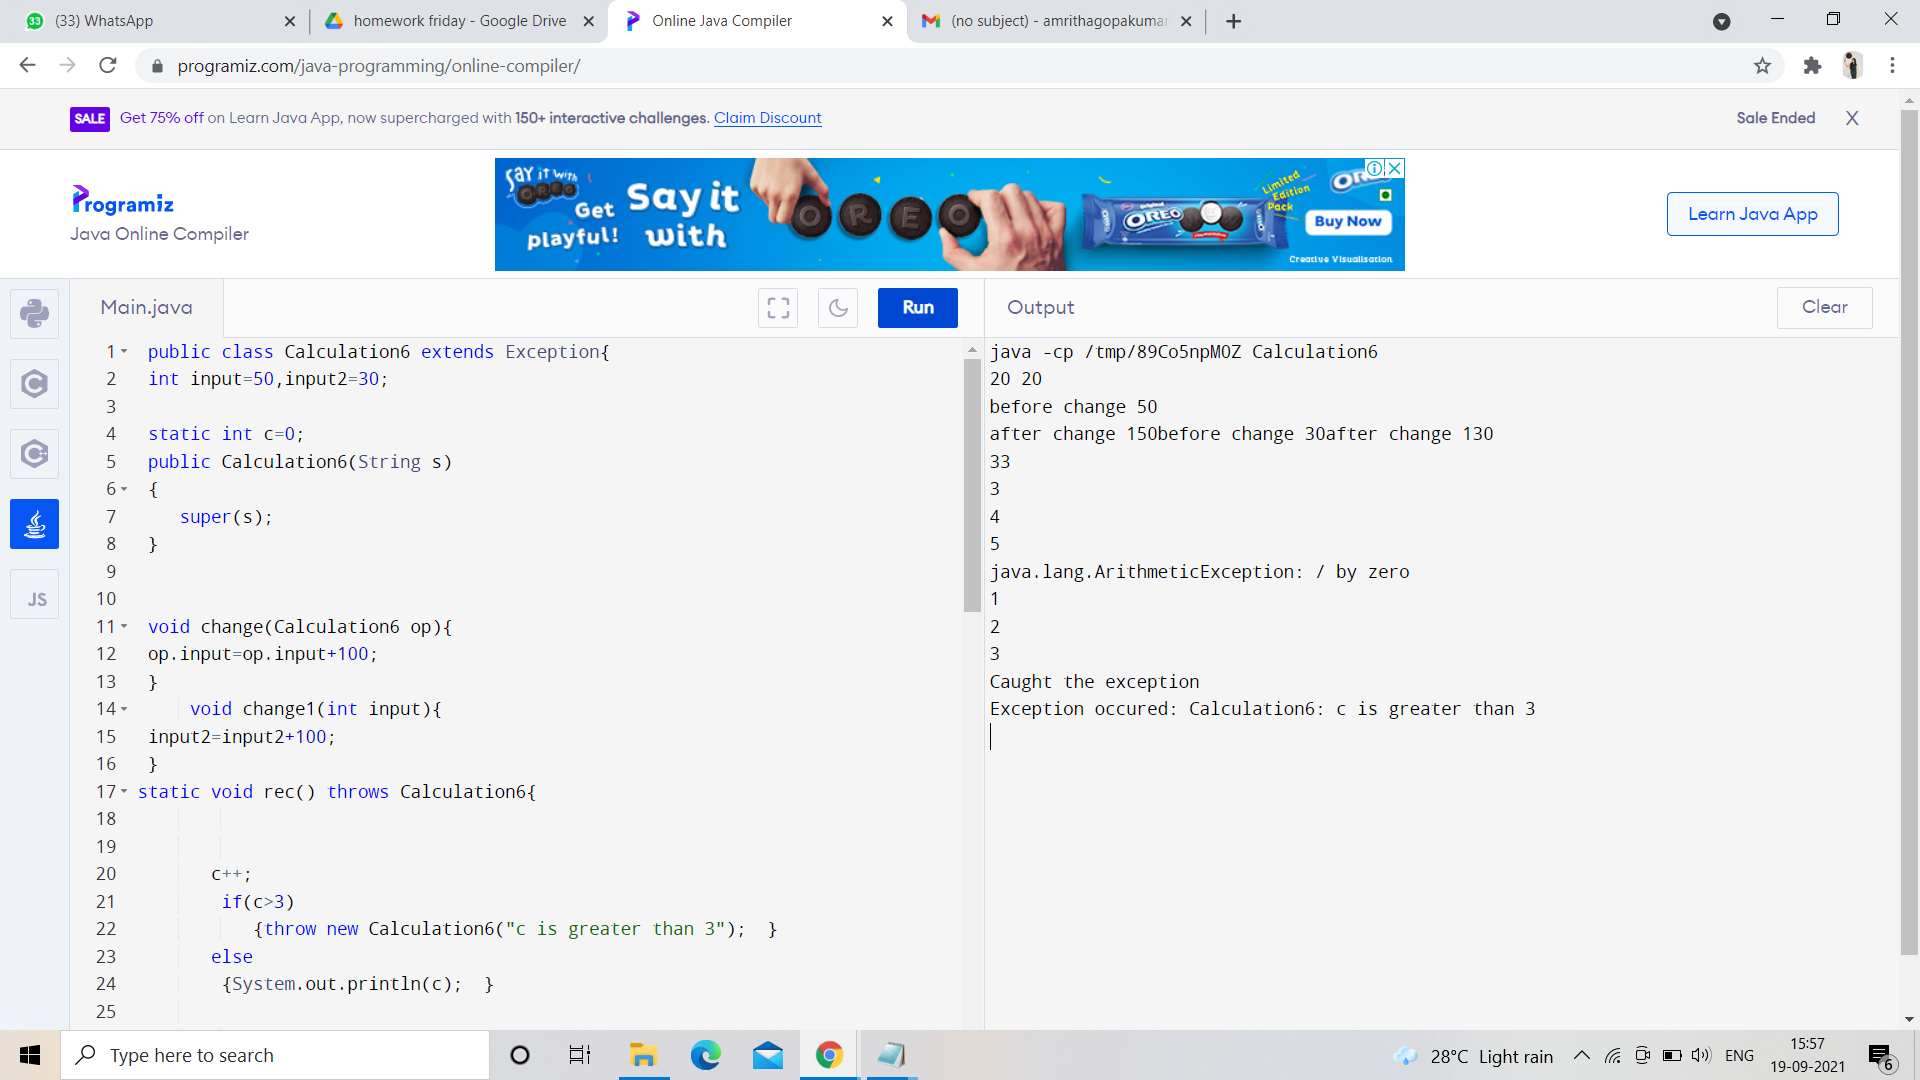 (33) WhatsApp
homework friday - Google Drive
Online Java Compiler
(no subject) - amrithagopakumar
programiz.com/java-programming/online-compiler/
SALE Get 75% off on Learn Java App, now supercharged with 150+ interactive challenges. Claim Discount
Sale Ended X
Programiz
Java Online Compiler
Say it with OREO
Get playful!
Say it with
OREO
Limited Edition Pack
Original OREO
OREO
Buy Now
Creative Visualisation
Learn Java App
Main.java
Run
Output
Clear
JS
1 public class Calculation6 extends Exception{
2 int input=50,input2=30;
3
4 static int c=0;
5 public Calculation6(String s)
6 {
7 super(s);
8 }
9
10
11 void change(Calculation6 op){
12 op.input=op.input+100;
13 }
14 void change1(int input){
15 input2=input2+100;
16 }
17 static void rec() throws Calculation6{
18
19
20 c++;
21 if(c>3)
22 {throw new Calculation6("c is greater than 3"); }
23 else
24 {System.out.println(c); }
25
java -cp /tmp/89Co5npM0Z Calculation6
20 20
before change 50
after change 150before change 30after change 130
33
3
4
5
java.lang.ArithmeticException: / by zero
1
2
3
Caught the exception
Exception occured: Calculation6: c is greater than 3
Type here to search
28°C Light rain
ENG
15:57
19-09-2021
6